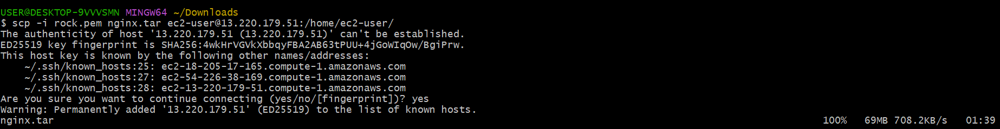 USER@DESKTOP-9VVVSMN MINGW64 ~/Downloads
$ scp -i rock.pem nginx.tar ec2-user@13.220.179.51:/home/ec2-user/
The authenticity of host '13.220.179.51 (13.220.179.51)' can't be established.
ED25519 key fingerprint is SHA256:4wkHrVGVkXbbqyFBA2AB63tPUU+4jGoWIqOw/BgiPrw.
This host key is known by the following other names/addresses:
    ~/.ssh/known_hosts:25: ec2-18-205-17-165.compute-1.amazonaws.com
    ~/.ssh/known_hosts:27: ec2-54-226-38-169.compute-1.amazonaws.com
    ~/.ssh/known_hosts:28: ec2-13-220-179-51.compute-1.amazonaws.com
Are you sure you want to continue connecting (yes/no/[fingerprint])? yes
Warning: Permanently added '13.220.179.51' (ED25519) to the list of known hosts.
nginx.tar 100% 69MB 708.2KB/s 01:39